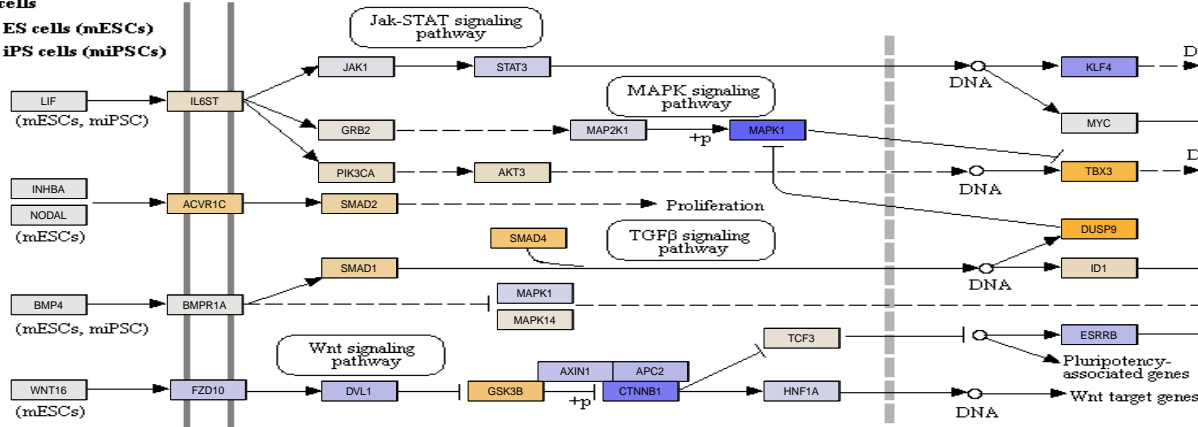 cells
ES cells (mESCs)
iPS cells (miPSCs)
Jak-STAT signaling
pathway
JAK1
STAT3
DNA
KLF4
D
LIF
(mESCs, miPSC)
IL6ST
MAPK signaling
pathway
GRB2
MAP2K1
+p
MAPK1
MYC
PIK3CA
AKT3
DNA
TBX3
D
INHBA
NODAL
(mESCs)
ACVR1C
SMAD2
Proliferation
SMAD4
TGFβ signaling
pathway
DUSP9
SMAD1
DNA
ID1
BMP4
(mESCs, miPSC)
BMPR1A
MAPK1
MAPK14
Wnt signaling
pathway
TCF3
ESRRB
Pluripotency-
associated genes
WNT16
(mESCs)
FZD10
DVL1
GSK3B
+p
AXIN1
APC2
CTNNB1
HNF1A
DNA
Wnt target genes